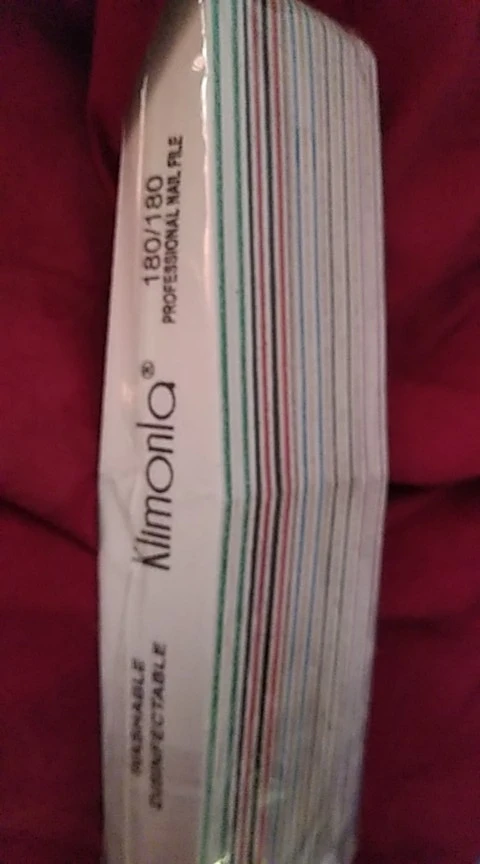 180/180
PROFESSIONAL NAIL FILE
Klimonla®
WASHABLE
DISINFECTABLE